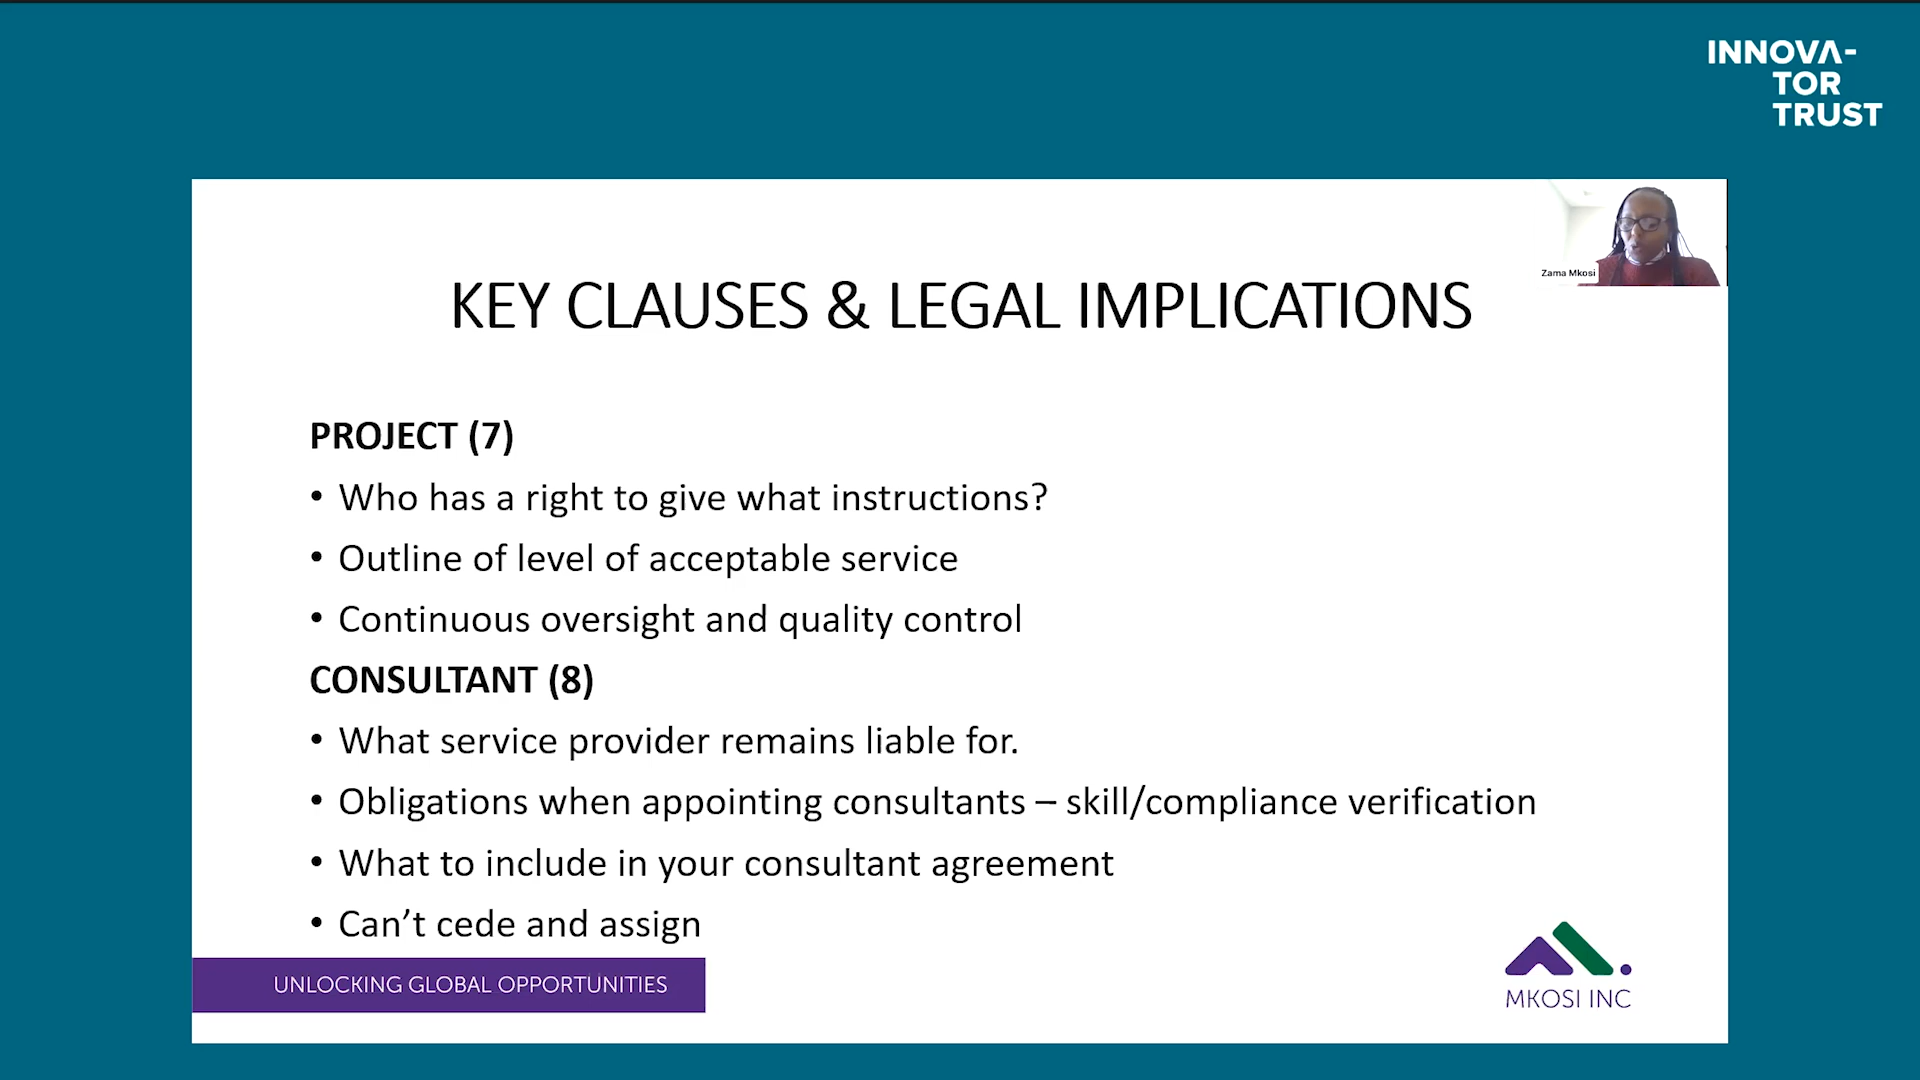 INNOVA-
TOR
TRUST
Zama Mkosi
KEY CLAUSES & LEGAL IMPLICATIONS
PROJECT (7)
• Who has a right to give what instructions?
• Outline of level of acceptable service
• Continuous oversight and quality control
CONSULTANT (8)
• What service provider remains liable for.
• Obligations when appointing consultants – skill/compliance verification
• What to include in your consultant agreement
• Can’t cede and assign
UNLOCKING GLOBAL OPPORTUNITIES
MKOSI INC